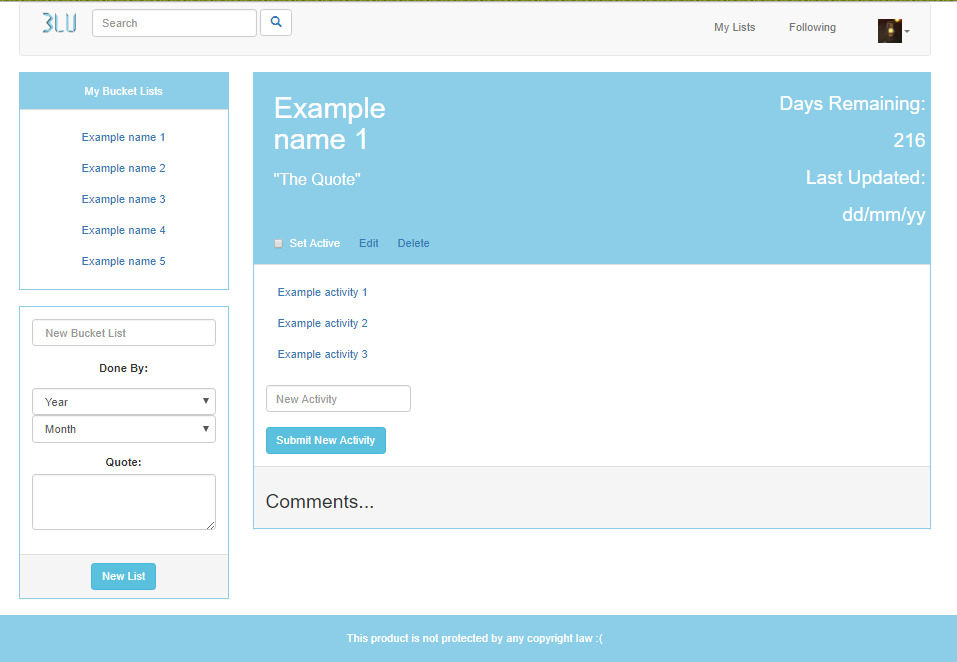 3LU
Search
My Lists
Following
My Bucket Lists
Example name 1
Example name 2
Example name 3
Example name 4
Example name 5
New Bucket List
Done By:
Year
Month
Quote:
New List
Example
name 1
"The Quote"
Days Remaining:
216
Last Updated:
dd/mm/yy
Set Active Edit Delete
Example activity 1
Example activity 2
Example activity 3
New Activity
Submit New Activity
Comments...
This product is not protected by any copyright law :(